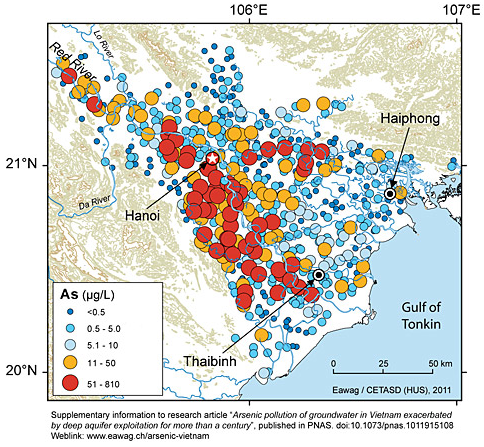 106°E
107°E
Lo River
Red River
Haiphong
21°N
Da River
Hanoi
As (µg/L)
<0.5
0.5 - 5.0
5.1 - 10
11 - 50
51 - 810
Gulf of
Tonkin
Thaibinh
0 25 50 km
20°N
Eawag / CETASD (HUS), 2011
Supplementary information to research article "Arsenic pollution of groundwater in Vietnam exacerbated
by deep aquifer exploitation for more than a century", published in PNAS. doi:10.1073/pnas.1011915108
Weblink: www.eawag.ch/arsenic-vietnam